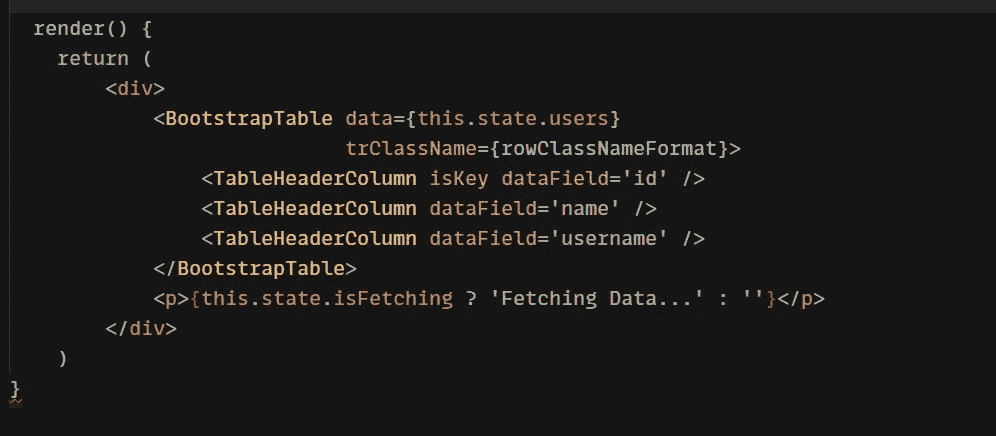 render() {
return (
<div>
<BootstrapTable data={this.state.users}
trClassName={rowClassNameFormat}>
<TableHeaderColumn isKey dataField='id' />
<TableHeaderColumn dataField='name' />
<TableHeaderColumn dataField='username' />
</BootstrapTable>
<p>{this.state.isFetching ? 'Fetching Data...' : ''}</p>
</div>
)
}